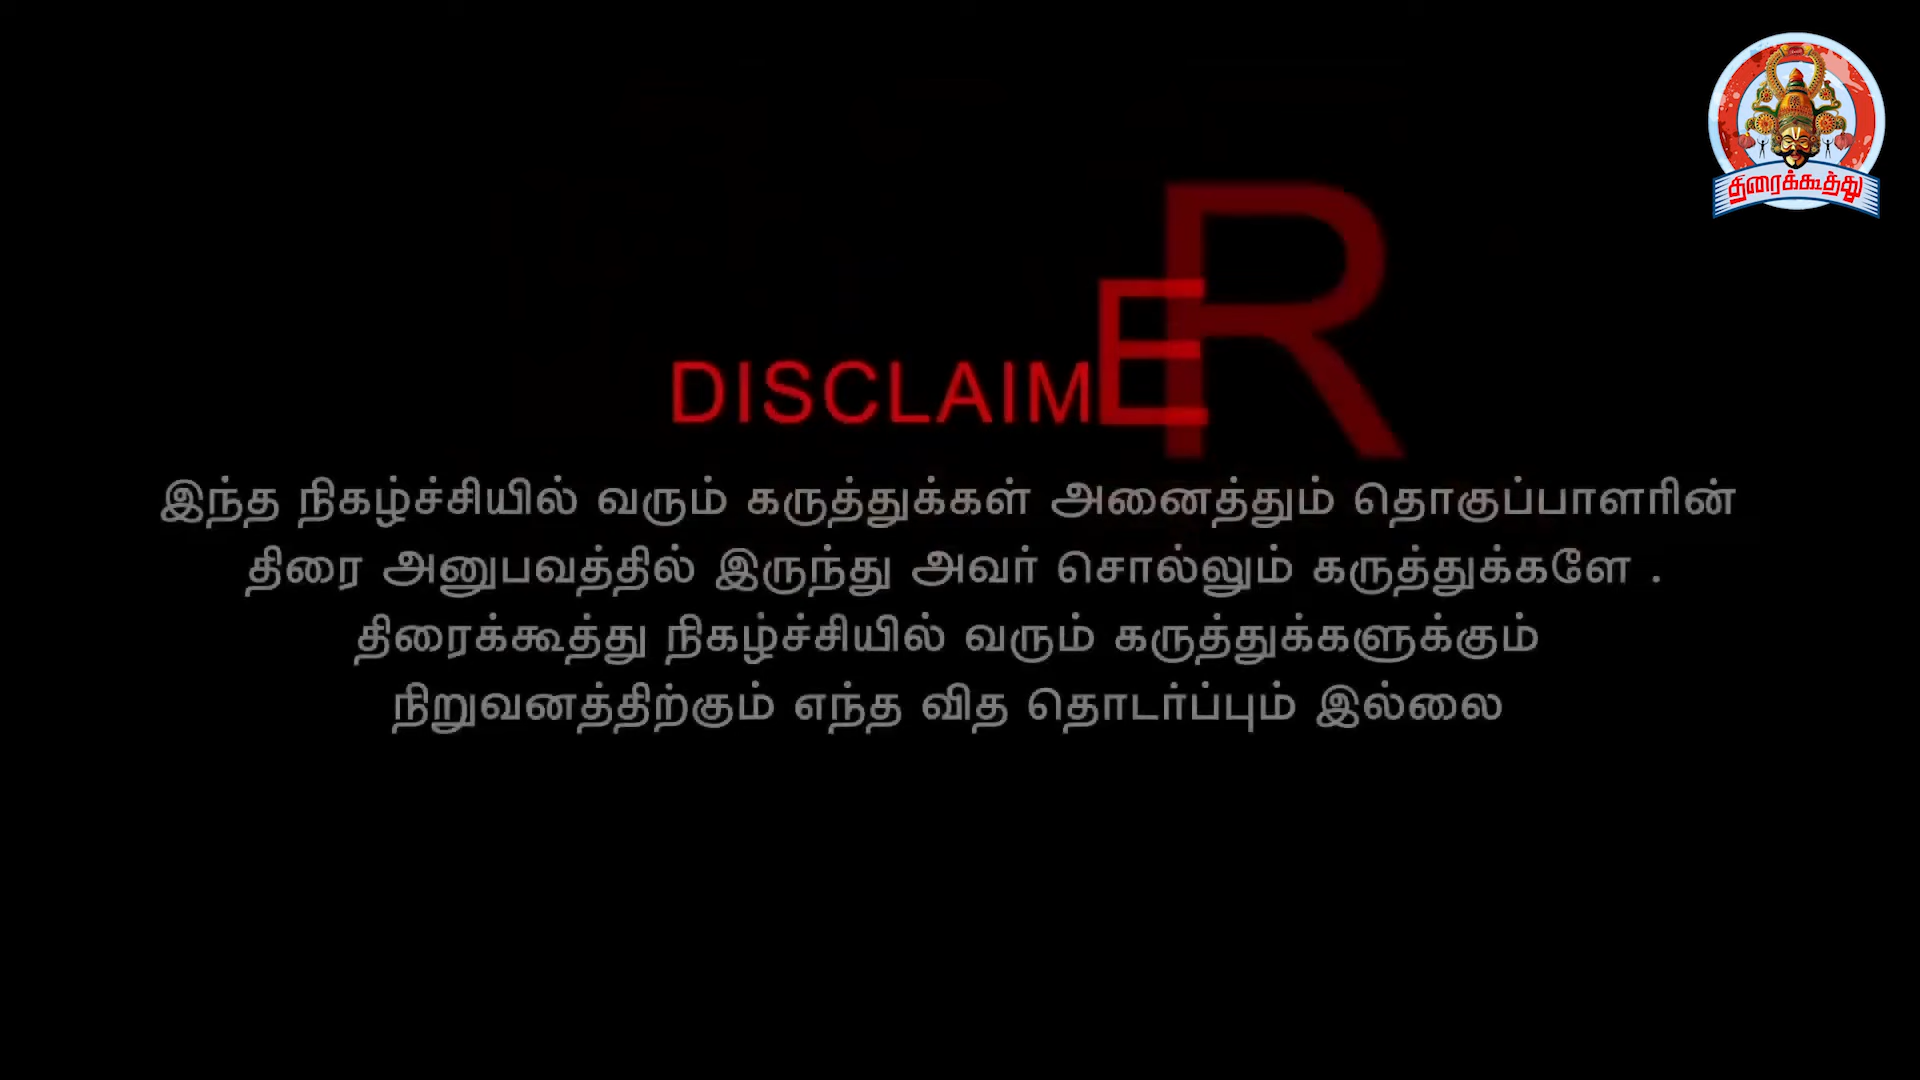 திரைக்கூத்து
DISCLAIMER
இந்த நிகழ்ச்சியில் வரும் கருத்துக்கள் அனைத்தும் தொகுப்பாளரின்
திரை அனுபவத்தில் இருந்து அவர் சொல்லும் கருத்துக்களே .
திரைக்கூத்து நிகழ்ச்சியில் வரும் கருத்துக்களுக்கும்
நிறுவனத்திற்கும் எந்த வித தொடர்ப்பும் இல்லை